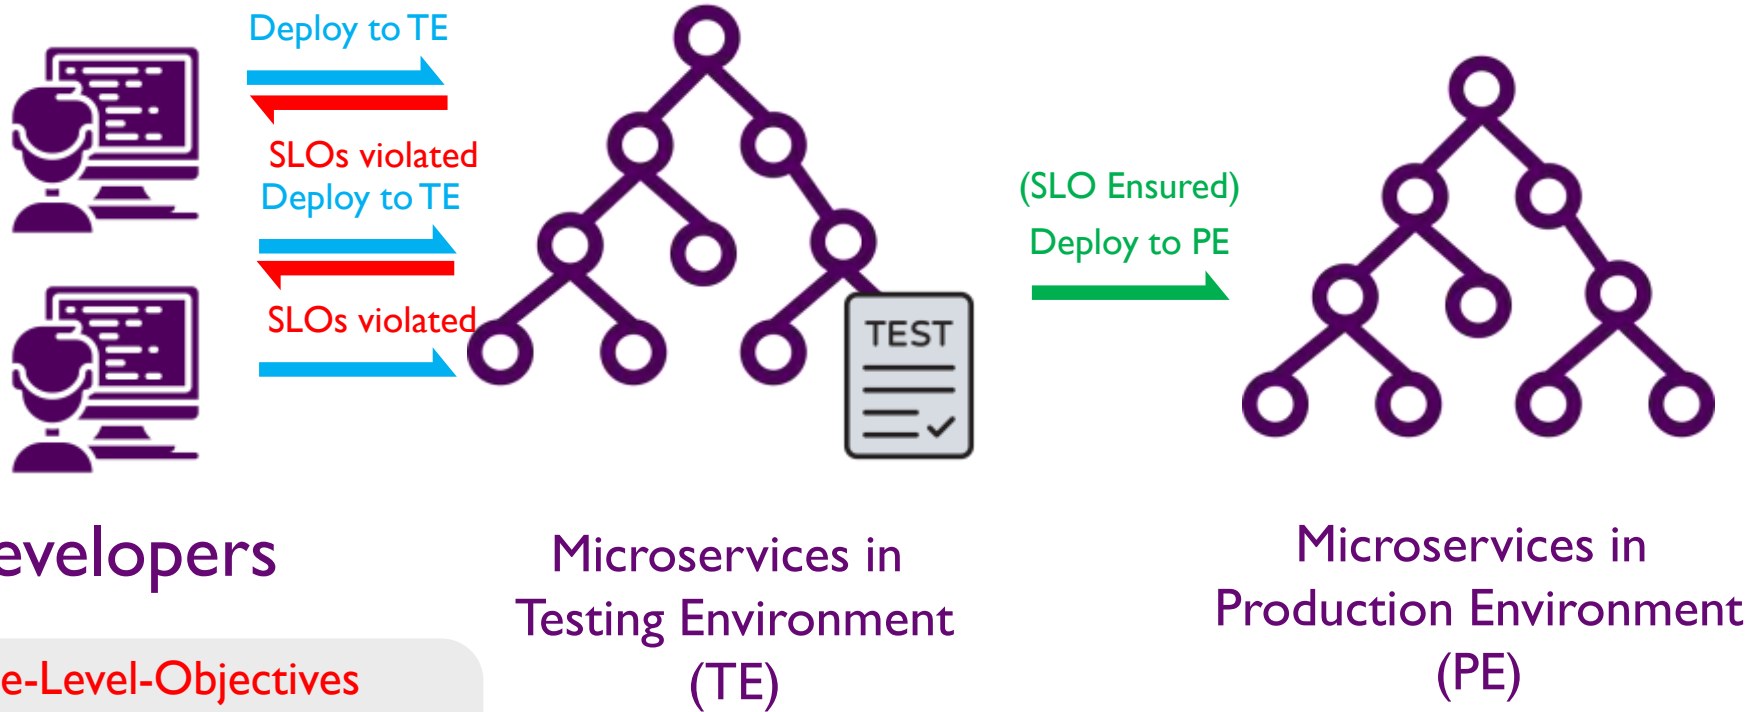 Deploy to TE
SLOs violated
Deploy to TE
SLOs violated
TEST
(SLO Ensured)
Deploy to PE
evelopers
e-Level-Objectives
Microservices in
Testing Environment
(TE)
Microservices in
Production Environment
(PE)